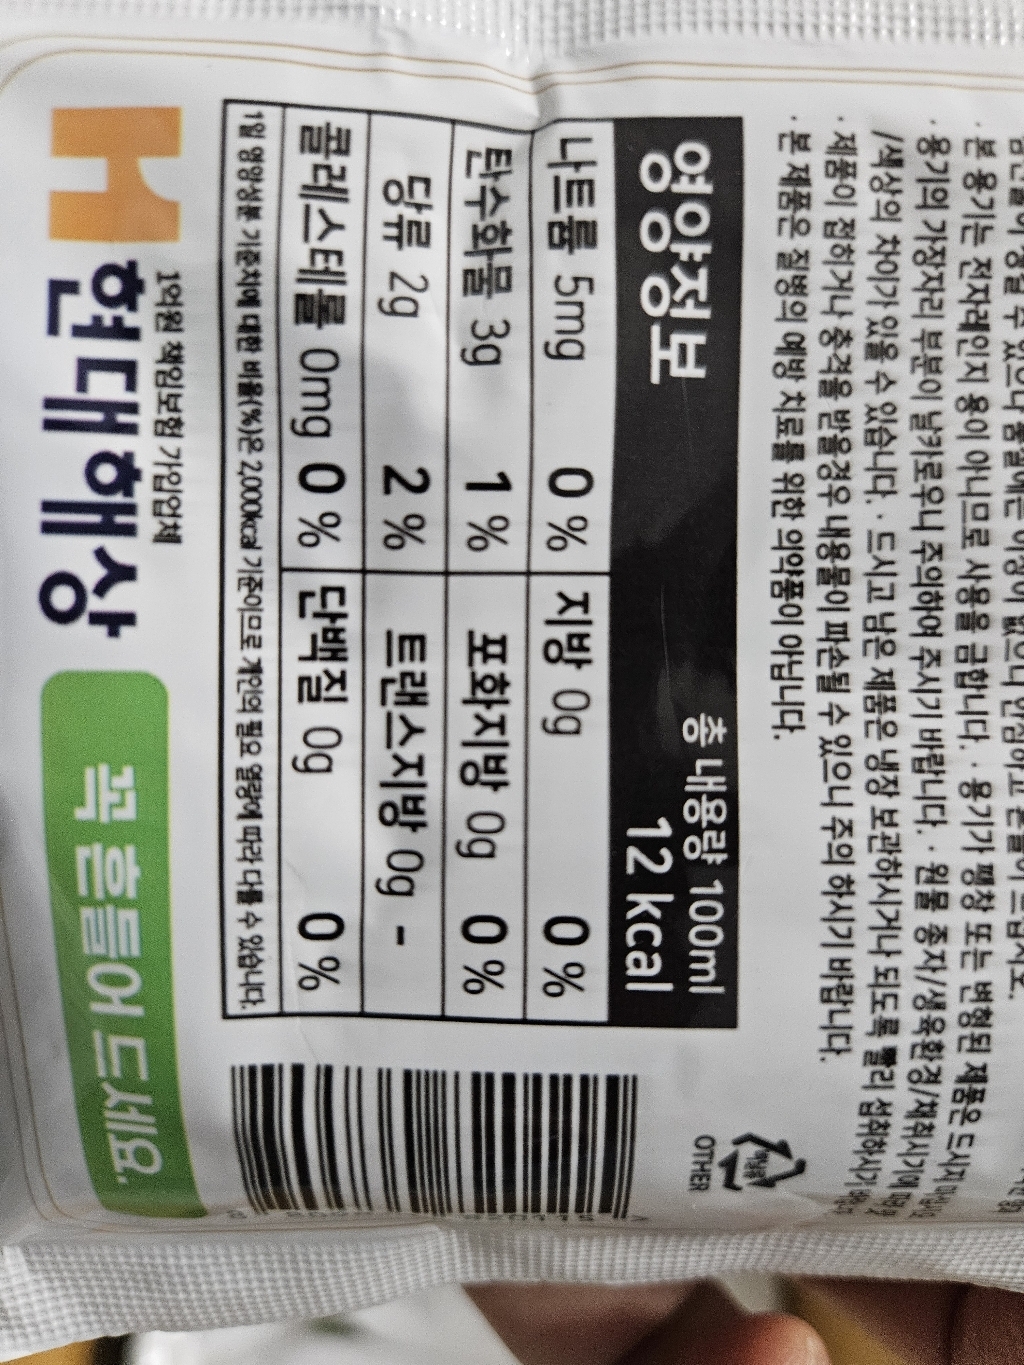 본 용기는 전자레인지 용이 아니므로 사용을 금합니다. · 용기가 팽창 또는 변형된 제품은 드시지 마십시오
· 용기의 가장자리 부분이 날카로우니 주의하여 주시기 바랍니다. · 원물 종자/생육환경/채취시기에 따라 맛
/색상의 차이가 있을 수 있습니다. · 드시고 남은 제품은 냉장 보관하시거나 되도록 빨리 섭취하시기
· 제품이 접히거나 충격을 받을경우 내용물이 파손될 수 있으니 주의 하시기 바랍니다.
· 본 제품은 질병의 예방 치료를 위한 의약품이 아닙니다.
영양정보 총 내용량 100ml
12 kcal
나트륨 5mg 0 % 지방 0g 0 %
탄수화물 3g 1 % 포화지방 0g 0 %
당류 2g 2 % 트랜스지방 0g -
콜레스테롤 0mg 0 % 단백질 0g 0 %
1일 영양성분 기준치에 대한 비율(%)은 2,000kcal 기준이므로 개인의 필요 열량에 따라 다를 수 있습니다.
OTHER
1억원 책임보험 가입업체
현대해상
꼭 흔들어 드세요.